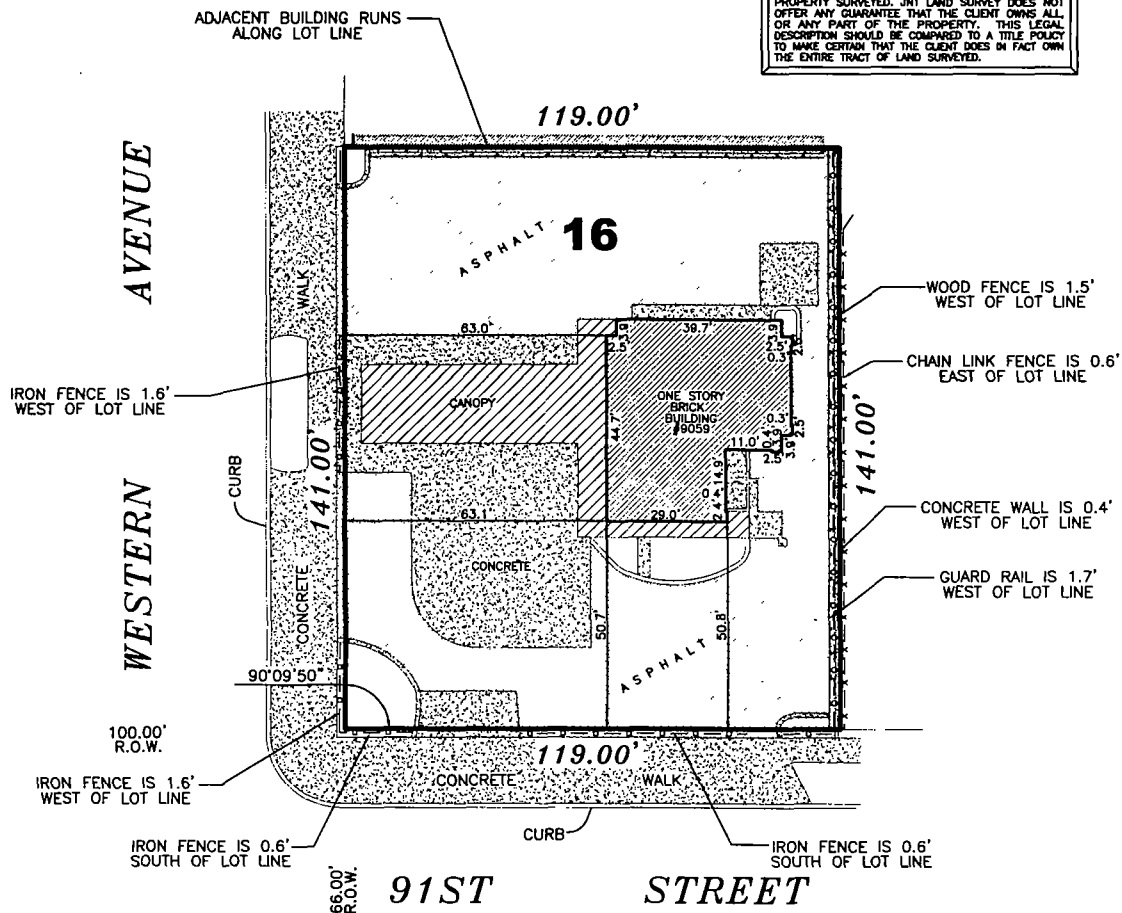 PROPERTY SURVEYED. JNT LAND SURVEY DOES NOT
OFFER ANY GUARANTEE THAT THE CLIENT OWNS ALL,
OR ANY PART OF THE PROPERTY. THIS LEGAL
DESCRIPTION SHOULD BE COMPARED TO A TITLE POLICY
TO MAKE CERTAIN THAT THE CLIENT DOES IN FACT OWN
THE ENTIRE TRACT OF LAND SURVEYED.
ADJACENT BUILDING RUNS
ALONG LOT LINE
119.00'
WESTERN AVENUE
WALK
ASPHALT
16
WOOD FENCE IS 1.5'
WEST OF LOT LINE
63.0'
3.9'
39.7'
3.9'
2.5'
2.5'
0.3'
CHAIN LINK FENCE IS 0.6'
EAST OF LOT LINE
IRON FENCE IS 1.6'
WEST OF LOT LINE
CANOPY
ONE STORY
BRICK
BUILDING
#9059
44.7'
0.3'
2.5'
11.0'
0.4'
3.9'
3.9'
2.5'
141.00'
141.00'
CURB
14.9'
63.1'
29.0'
CONCRETE WALL IS 0.4'
WEST OF LOT LINE
CONCRETE
CONCRETE
GUARD RAIL IS 1.7'
WEST OF LOT LINE
50.7'
50.8'
ASPHALT
90°09'50"
100.00'
R.O.W.
119.00'
IRON FENCE IS 1.6'
WEST OF LOT LINE
CONCRETE WALK
CURB
IRON FENCE IS 0.6'
SOUTH OF LOT LINE
IRON FENCE IS 0.6'
SOUTH OF LOT LINE
66.00'
R.O.W.
91ST STREET